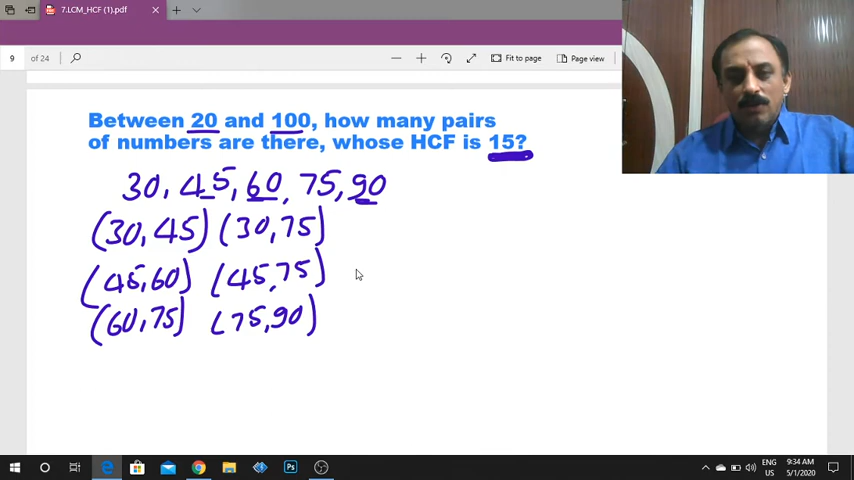 7.LCM_HCF (1).pdf
9 of 24 Fit to page Page view
Between 20 and 100, how many pairs
of numbers are there, whose HCF is 15?
30, 45, 60, 75, 90
(30, 45) (30, 75)
(45, 60) (45, 75)
(60, 75) (75, 90)
ENG 9:34 AM
US 5/1/2020